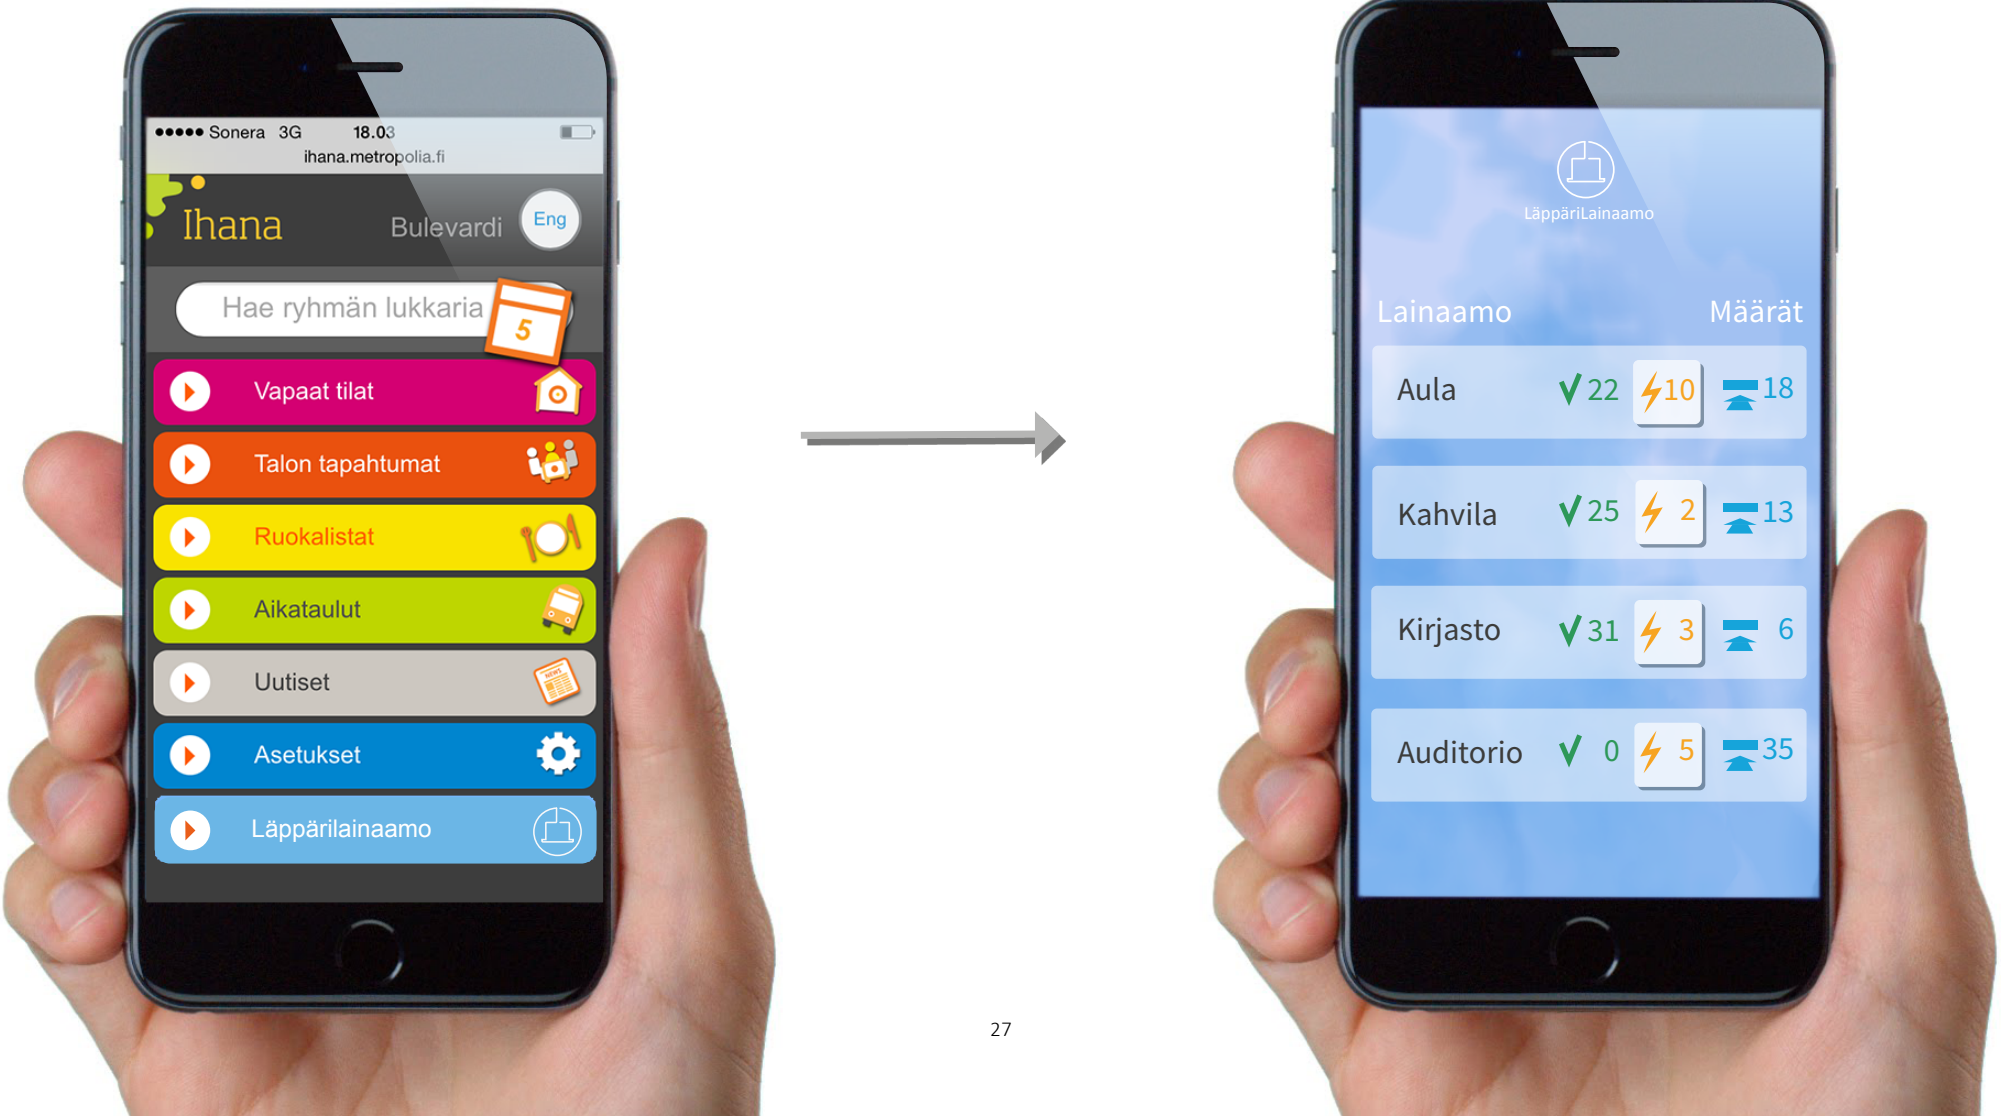 Sonera 3G 18.03
ihana.metropolia.fi
Ihana Bulevardi Eng
Hae ryhmän lukkaria 5
Vapaat tilat
Talon tapahtumat
Ruokalistat
Aikataulut
Uutiset
NEWS
Asetukset
Läppärilainaamo
LäppäriLainaamo
Lainaamo Määrät
Aula 22 10 18
Kahvila 25 2 13
Kirjasto 31 3 6
Auditorio 0 5 35
27